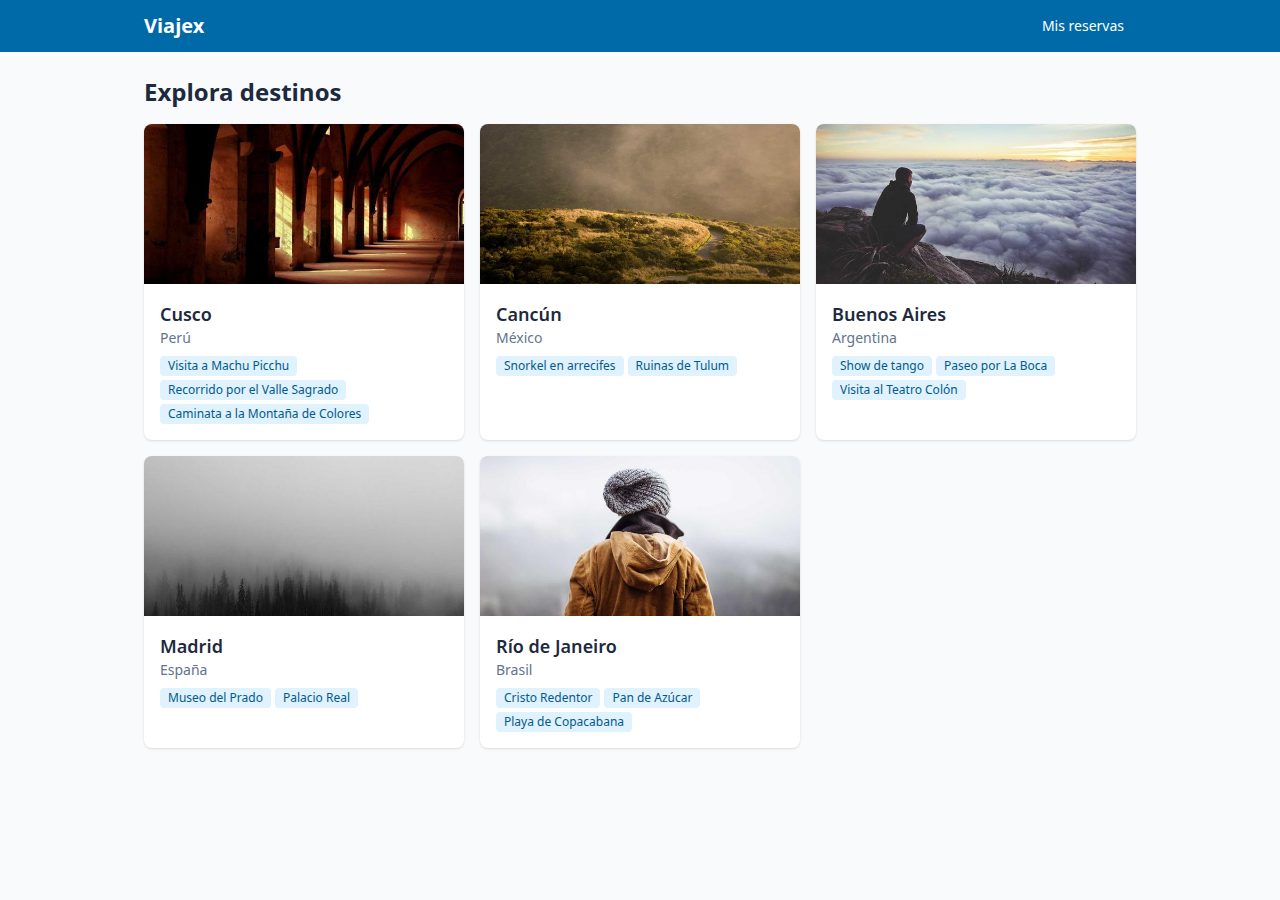 Viajex
Mis reservas
Explora destinos
Cusco
Perú
Visita a Machu Picchu
Recorrido por el Valle Sagrado
Caminata a la Montaña de Colores
Cancún
México
Snorkel en arrecifes Ruinas de Tulum
Buenos Aires
Argentina
Show de tango Paseo por La Boca
Visita al Teatro Colón
Madrid
España
Museo del Prado Palacio Real
Río de Janeiro
Brasil
Cristo Redentor Pan de Azúcar
Playa de Copacabana